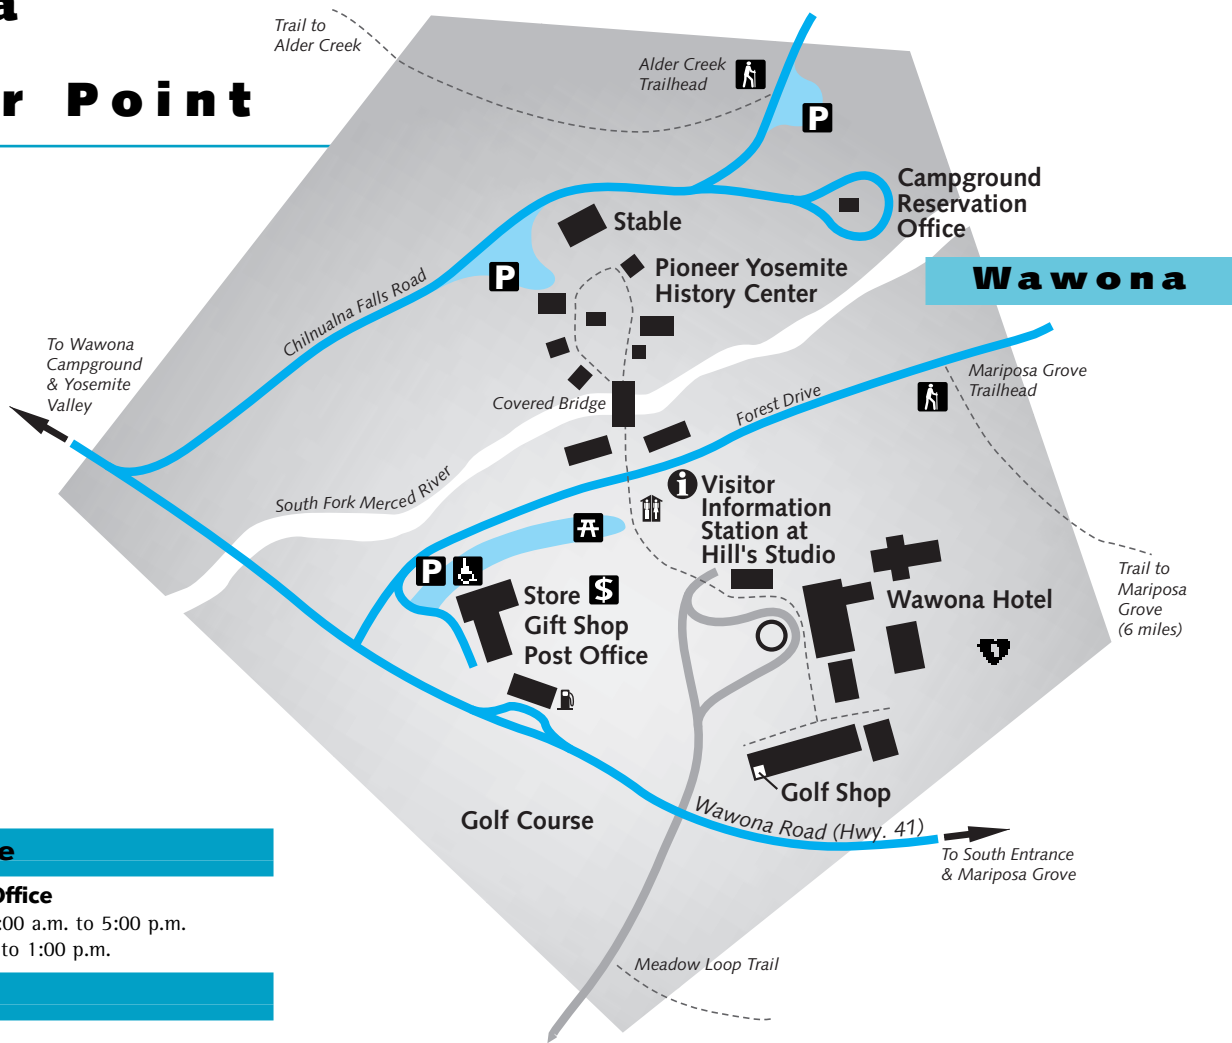 a
r Point
Trail to
Alder Creek
Alder Creek
Trailhead
P
Campground
Reservation
Office
Stable
Pioneer Yosemite
History Center
Wawona
P
Chilnualna Falls Road
To Wawona
Campground
& Yosemite
Valley
Mariposa Grove
Trailhead
Covered Bridge
Forest Drive
South Fork Merced River
i
Visitor
Information
Station at
Hill's Studio
P
Store $
Gift Shop
Post Office
Wawona Hotel
Trail to
Mariposa
Grove
(6 miles)
Golf Shop
Golf Course
Wawona Road (Hwy. 41)
To South Entrance
& Mariposa Grove
Meadow Loop Trail
e
Office
:00 a.m. to 5:00 p.m.
to 1:00 p.m.